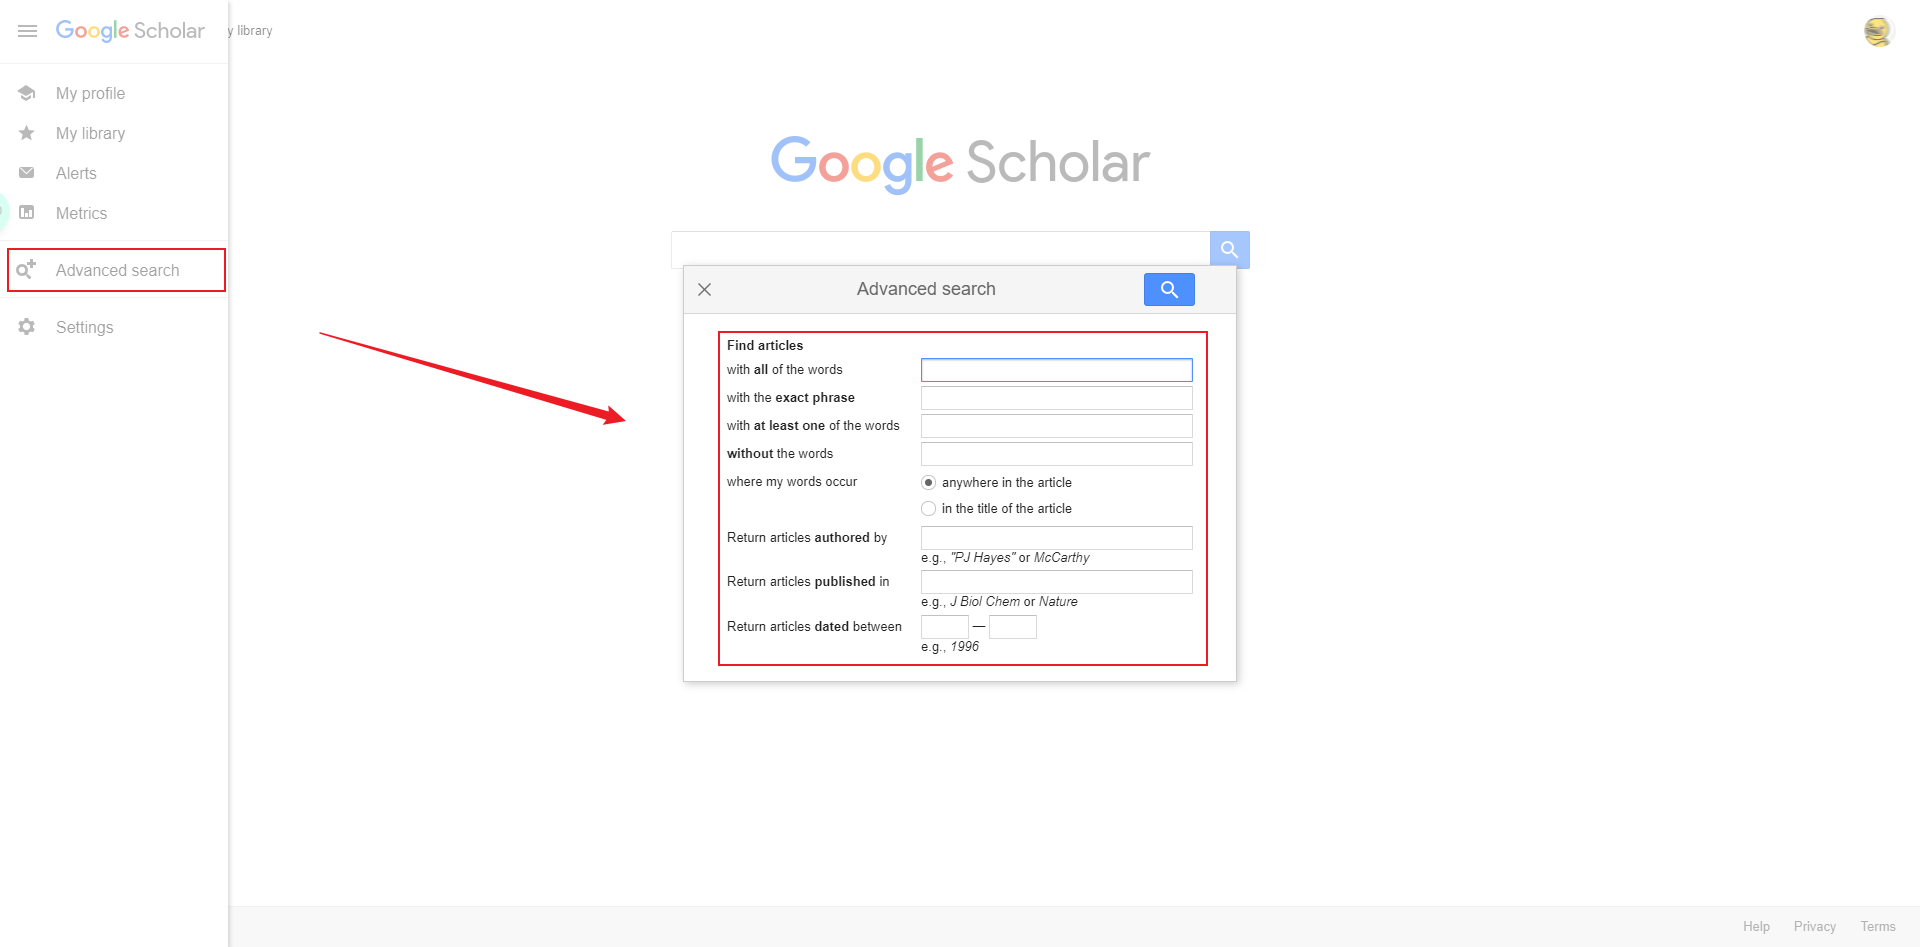 Google Scholar
y library
My profile
My library
Alerts
Metrics
Advanced search
Settings
Google Scholar
Advanced search
Find articles
with all of the words
with the exact phrase
with at least one of the words
without the words
where my words occur
anywhere in the article
in the title of the article
Return articles authored by
e.g., "PJ Hayes" or McCarthy
Return articles published in
e.g., J Biol Chem or Nature
Return articles dated between —
e.g., 1996
Help Privacy Terms